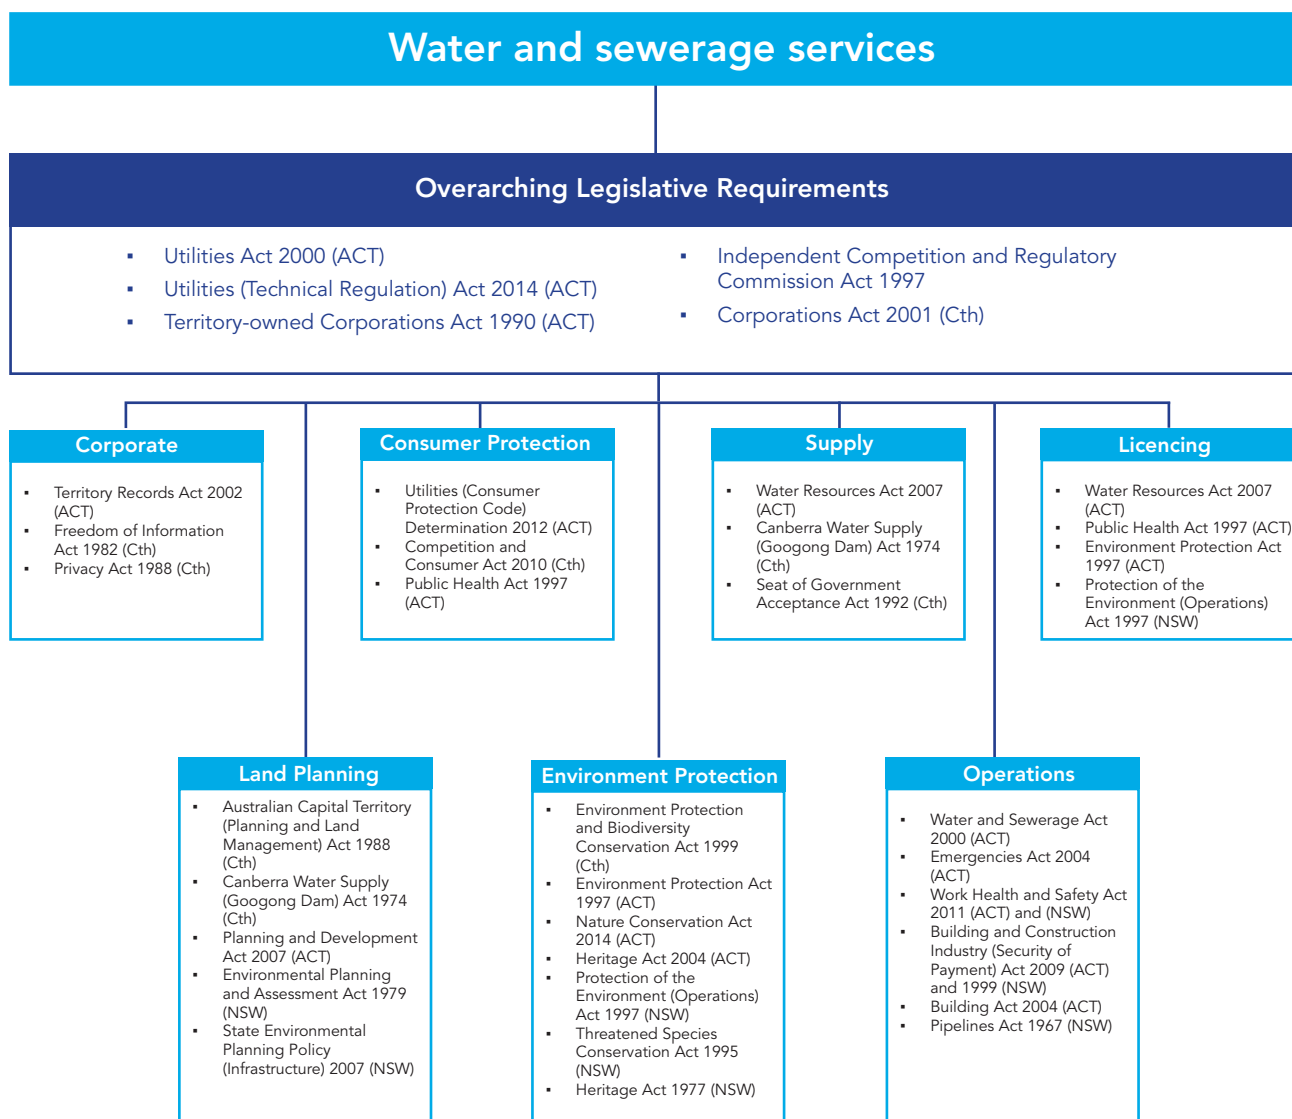 Water and sewerage services
Overarching Legislative Requirements
▪ Utilities Act 2000 (ACT)
▪ Utilities (Technical Regulation) Act 2014 (ACT)
▪ Territory-owned Corporations Act 1990 (ACT)
▪ Independent Competition and Regulatory
Commission Act 1997
▪ Corporations Act 2001 (Cth)
Corporate
▪ Territory Records Act 2002
(ACT)
▪ Freedom of Information
Act 1982 (Cth)
▪ Privacy Act 1988 (Cth)
Consumer Protection
▪ Utilities (Consumer
Protection Code)
Determination 2012 (ACT)
▪ Competition and
Consumer Act 2010 (Cth)
▪ Public Health Act 1997
(ACT)
Supply
▪ Water Resources Act 2007
(ACT)
▪ Canberra Water Supply
(Googong Dam) Act 1974
(Cth)
▪ Seat of Government
Acceptance Act 1992 (Cth)
Licencing
▪ Water Resources Act 2007
(ACT)
▪ Public Health Act 1997 (ACT)
▪ Environment Protection Act
1997 (ACT)
▪ Protection of the
Environment (Operations)
Act 1997 (NSW)
Land Planning
▪ Australian Capital Territory
(Planning and Land
Management) Act 1988
(Cth)
▪ Canberra Water Supply
(Googong Dam) Act 1974
(Cth)
▪ Planning and Development
Act 2007 (ACT)
▪ Environmental Planning
and Assessment Act 1979
(NSW)
▪ State Environmental
Planning Policy
(Infrastructure) 2007 (NSW)
Environment Protection
▪ Environment Protection
and Biodiversity
Conservation Act 1999
(Cth)
▪ Environment Protection Act
1997 (ACT)
▪ Nature Conservation Act
2014 (ACT)
▪ Heritage Act 2004 (ACT)
▪ Protection of the
Environment (Operations)
Act 1997 (NSW)
▪ Threatened Species
Conservation Act 1995
(NSW)
▪ Heritage Act 1977 (NSW)
Operations
▪ Water and Sewerage Act
2000 (ACT)
▪ Emergencies Act 2004
(ACT)
▪ Work Health and Safety Act
2011 (ACT) and (NSW)
▪ Building and Construction
Industry (Security of
Payment) Act 2009 (ACT)
and 1999 (NSW)
▪ Building Act 2004 (ACT)
▪ Pipelines Act 1967 (NSW)